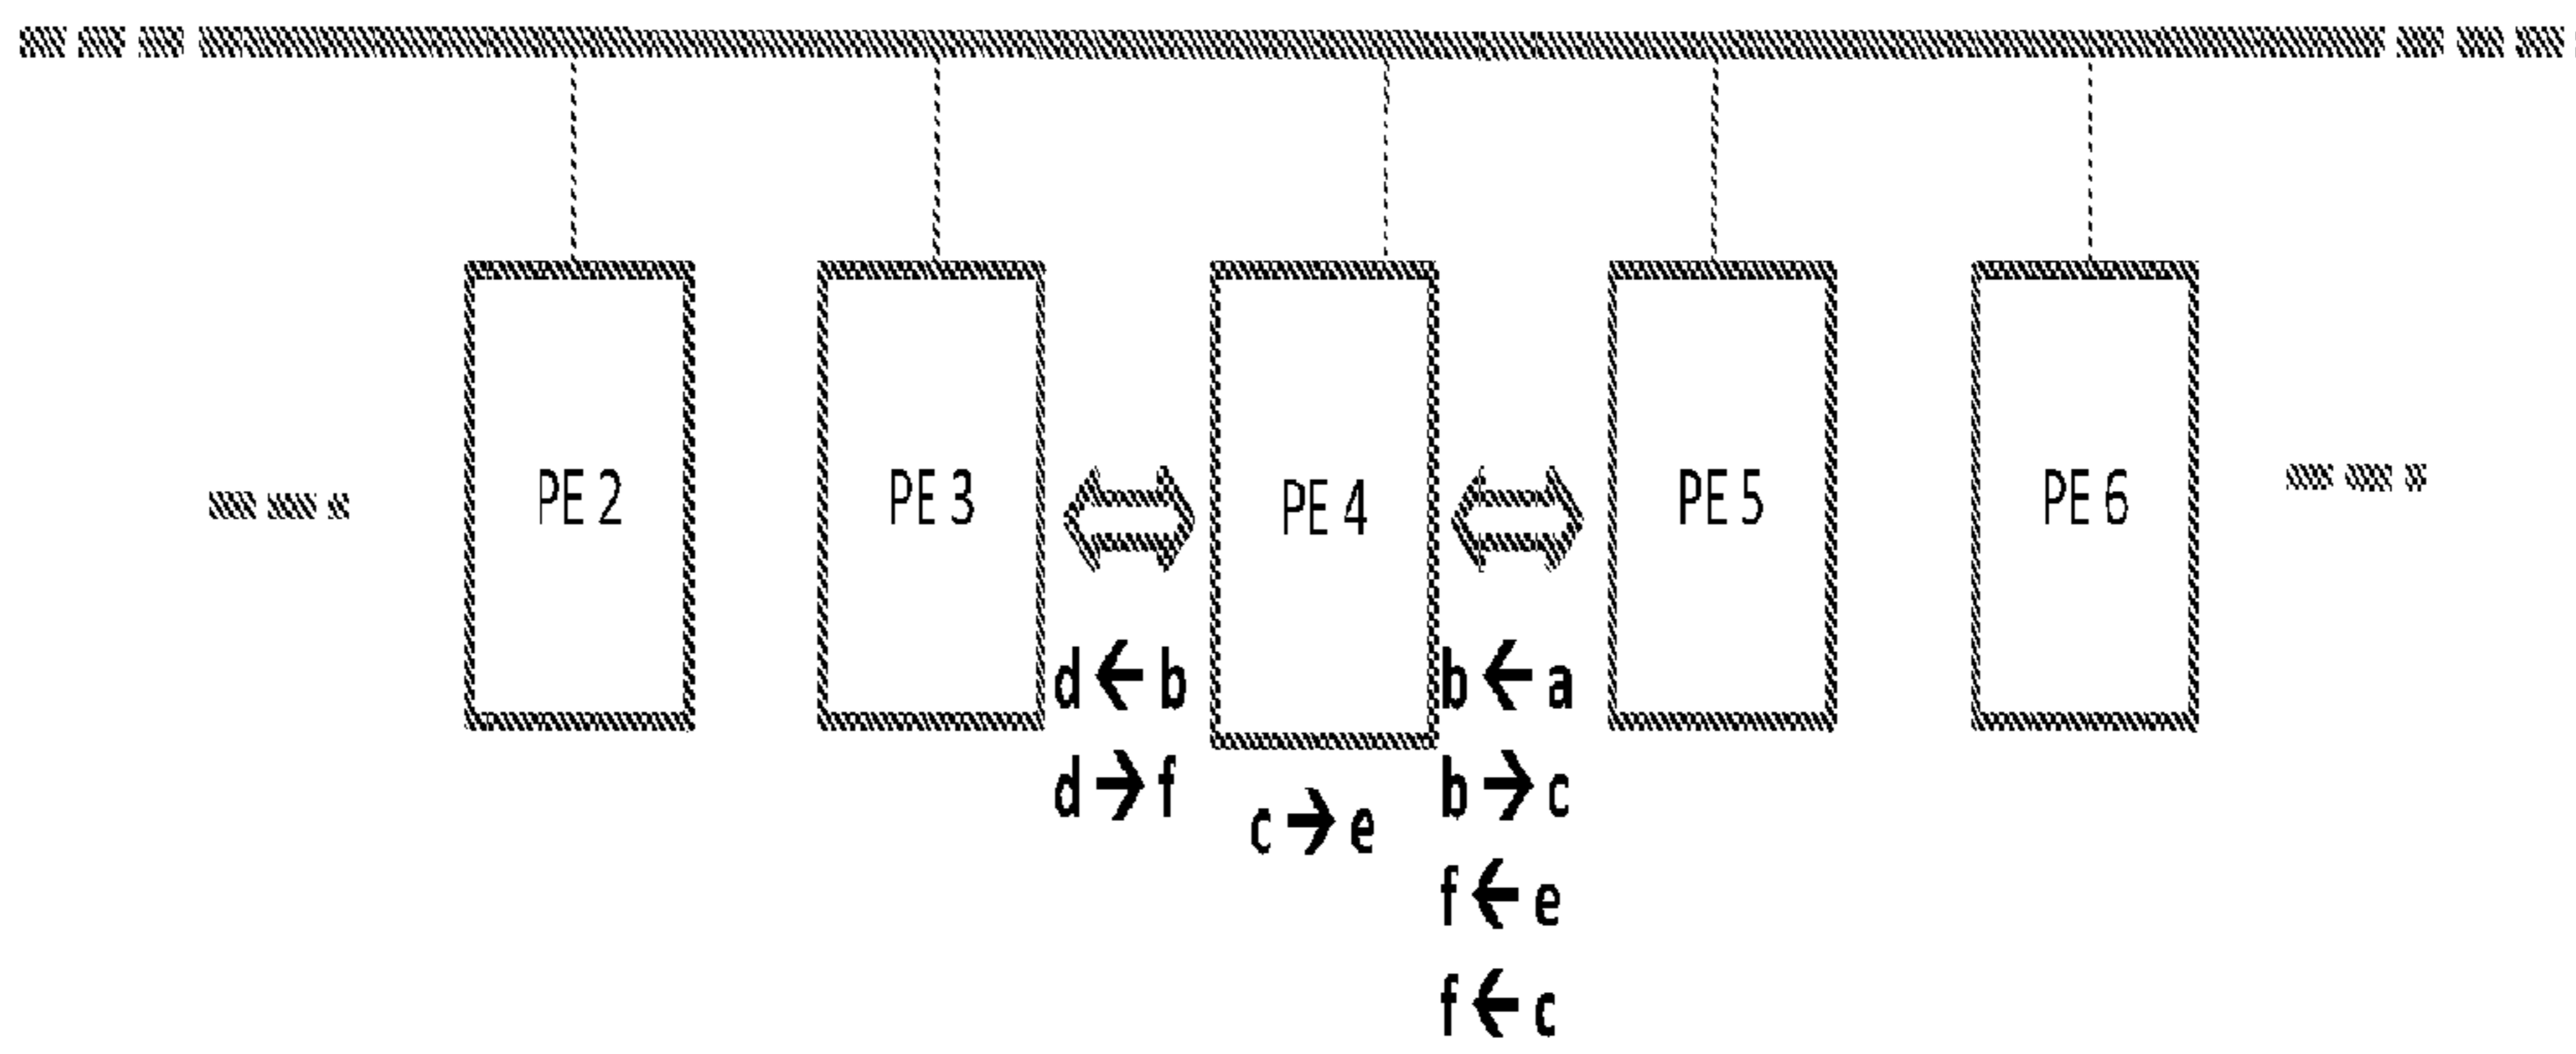 PE 2
PE 3
PE 4
PE 5
PE 6
d ← b
d → f
c → e
b ← a
b → c
f ← e
f ← c